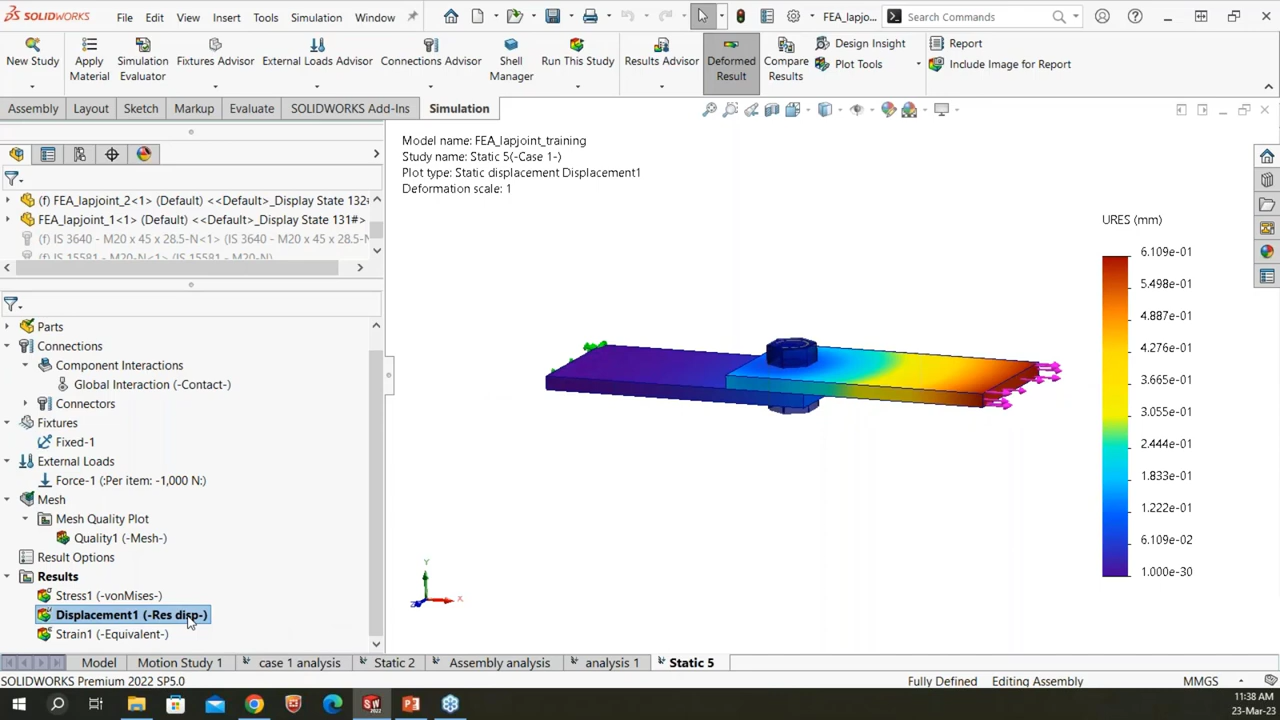 SOLIDWORKS File Edit View Insert Tools Simulation Window FEA_lapjo... Search Commands
New Study Apply Material Simulation Evaluator Fixtures Advisor External Loads Advisor Connections Advisor Shell Manager Run This Study Results Advisor Deformed Result Compare Results Design Insight Plot Tools Report Include Image for Report
Assembly Layout Sketch Markup Evaluate SOLIDWORKS Add-Ins Simulation
Model name: FEA_lapjoint_training
Study name: Static 5(-Case 1-)
Plot type: Static displacement Displacement1
Deformation scale: 1
(f) FEA_lapjoint_2<1> (Default) <<Default>_Display State 132
FEA_lapjoint_1<1> (Default) <<Default>_Display State 131#>
(f) IS 3640 - M20 x 45 x 28.5-N<1> (IS 3640 - M20 x 45 x 28.5-N
(f) IS 15581 - M20-N<1> (IS 15581 - M20-N)
Parts
Connections
Component Interactions
Global Interaction (-Contact-)
Connectors
Fixtures
Fixed-1
External Loads
Force-1 (:Per item: -1,000 N:)
Mesh
Mesh Quality Plot
Quality1 (-Mesh-)
Result Options
Results
Stress1 (-vonMises-)
Displacement1 (-Res disp-)
Strain1 (-Equivalent-)
URES (mm)
6.109e-01
5.498e-01
4.887e-01
4.276e-01
3.665e-01
3.055e-01
2.444e-01
1.833e-01
1.222e-01
6.109e-02
1.000e-30
Y
X
Z
Model Motion Study 1 case 1 analysis Static 2 Assembly analysis analysis 1 Static 5
SOLIDWORKS Premium 2022 SP5.0 Fully Defined Editing Assembly MMGS
11:38 AM
23-Mar-23